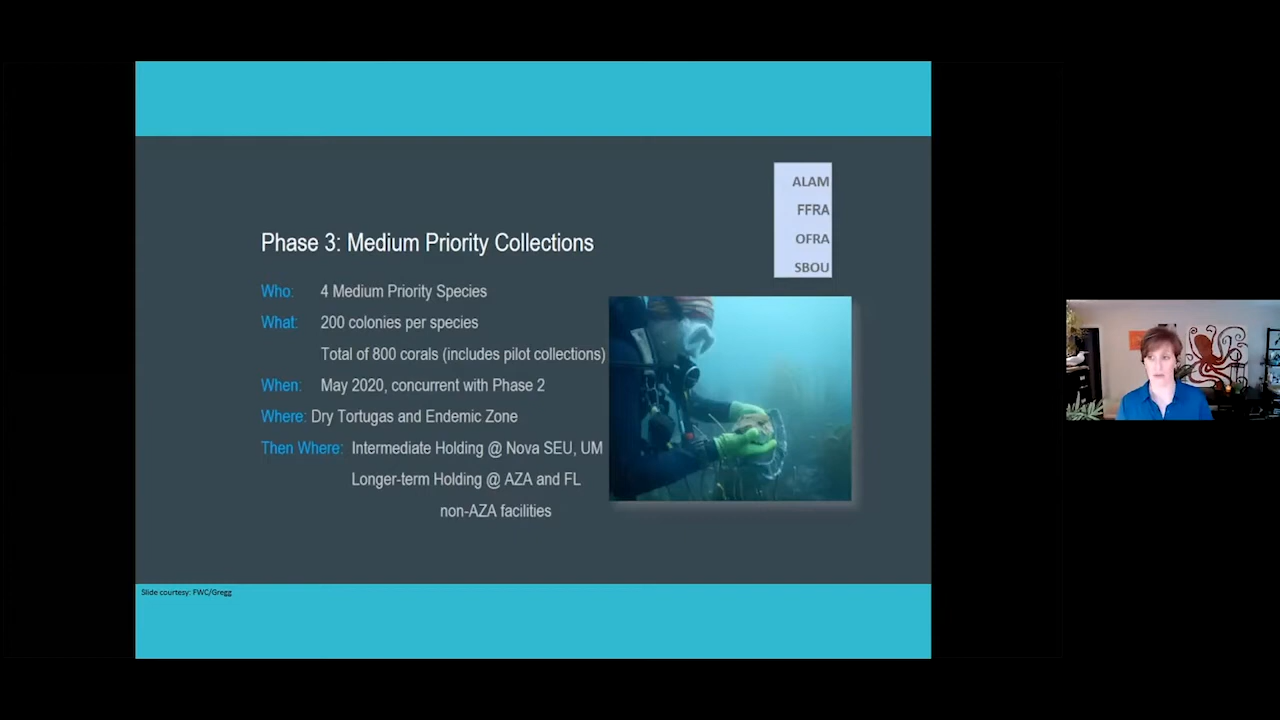 ALAM
FFRA
OFRA
SBOU
Phase 3: Medium Priority Collections
Who: 4 Medium Priority Species
What: 200 colonies per species
Total of 800 corals (includes pilot collections)
When: May 2020, concurrent with Phase 2
Where: Dry Tortugas and Endemic Zone
Then Where: Intermediate Holding @ Nova SEU, UM
Longer-term Holding @ AZA and FL
non-AZA facilities
Slide courtesy: FWC/Gregg